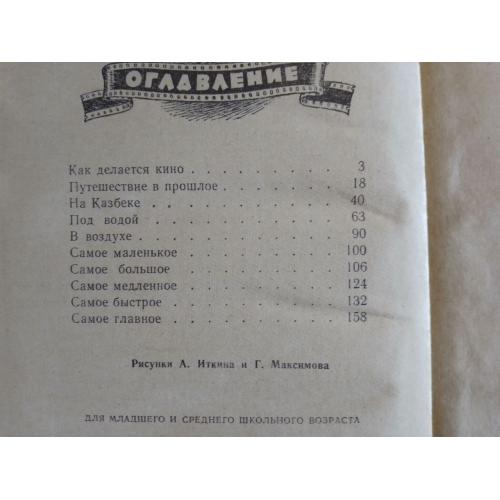 ОГЛАВЛЕНИЕ
Как делается кино . . . . . . . . . 3
Путешествие в прошлое . . . . . . . 18
На Казбеке . . . . . . . . . . . 40
Под водой . . . . . . . . . . . 63
В воздухе . . . . . . . . . . . 90
Самое маленькое . . . . . . . . . 100
Самое большое . . . . . . . . . 106
Самое медленное . . . . . . . . . 124
Самое быстрое . . . . . . . . . 132
Самое главное . . . . . . . . . 158
Рисунки А. Иткина и Г. Максимова
ДЛЯ МЛАДШЕГО И СРЕДНЕГО ШКОЛЬНОГО ВОЗРАСТА